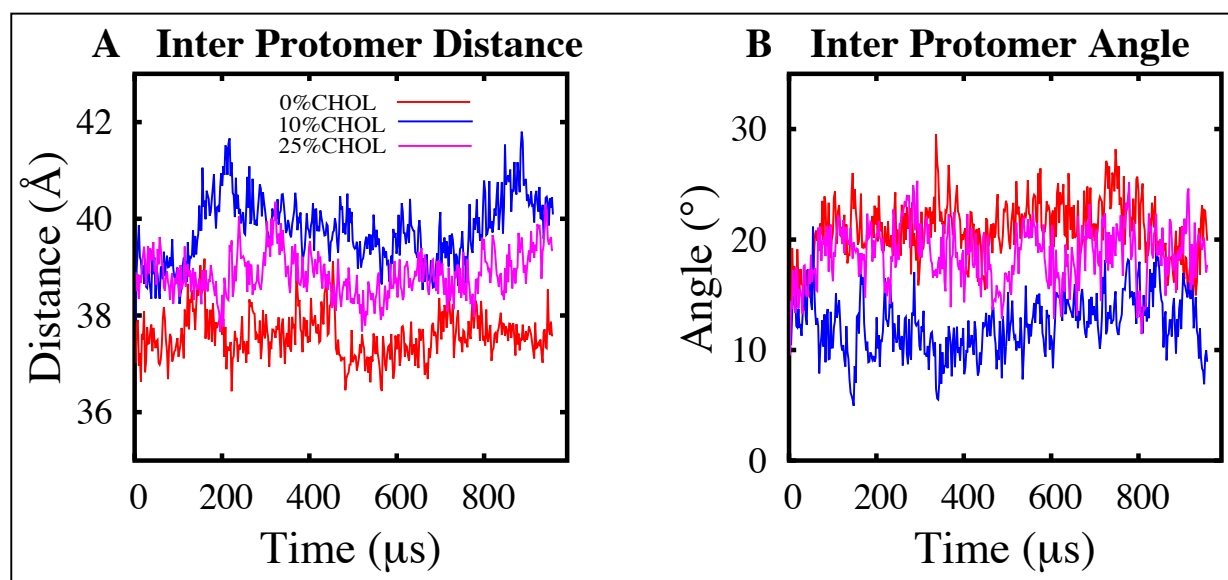 A Inter Protomer Distance
Distance (Å)
42
40
38
36
0%CHOL
10%CHOL
25%CHOL
0 200 400 600 800
Time (μs)
B Inter Protomer Angle
Angle (°)
30
20
10
0
0 200 400 600 800
Time (μs)